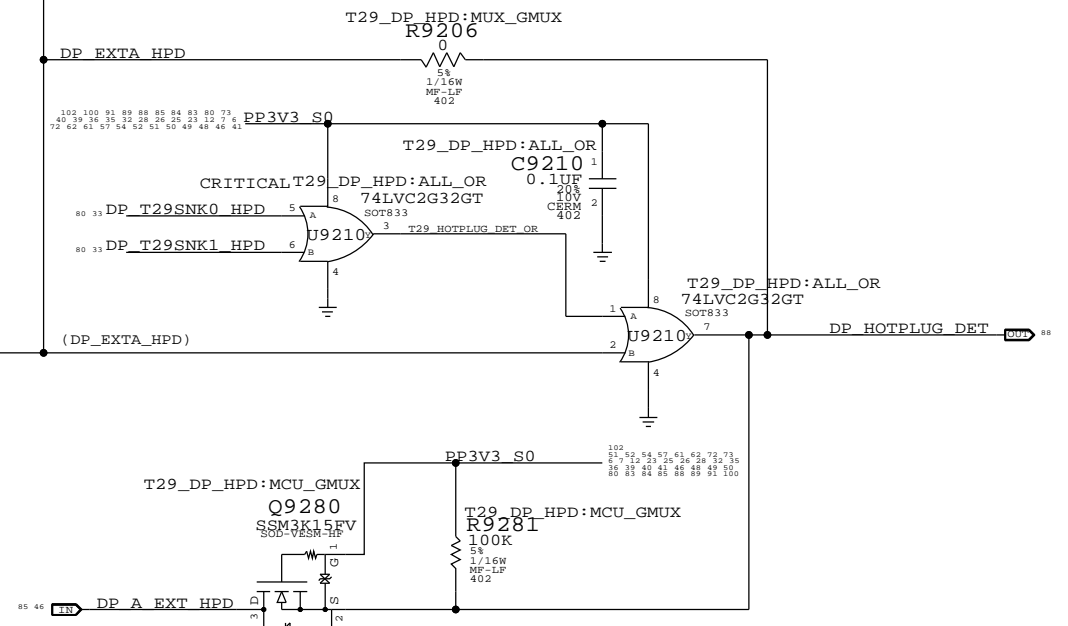 T29_DP_HPD:MUX_GMUX
R9206
0
DP_EXTA_HPD
5%
1/16W
MF-LF
402
102 100 91 89 88 85 84 83 80 73
40 39 36 35 32 28 26 25 23 12 7 6
72 62 61 57 54 52 51 50 49 48 46 41
PP3V3_S0
T29_DP_HPD:ALL_OR
C9210
1
0.1UF
20%
10V
CERM
402
2
CRITICAL
T29_DP_HPD:ALL_OR
74LVC2G32GT
SOT833
8
80 33 DP_T29SNK0_HPD
5
A
U9210
Y
3
T29_HOTPLUG_DET_OR
80 33 DP_T29SNK1_HPD
6
B
4
T29_DP_HPD:ALL_OR
74LVC2G32GT
SOT833
8
1
A
U9210
Y
7
DP_HOTPLUG_DET
OUT
88
(DP_EXTA_HPD)
2
B
4
PP3V3_S0
102
51 52 54 57 61 62 72 73
6 7 12 23 25 26 28 32 35
36 39 40 41 46 48 49 50
80 83 84 85 88 89 91 100
T29_DP_HPD:MCU_GMUX
Q9280
SSM3K15FV
SOD-VESM-HF
T29_DP_HPD:MCU_GMUX
R9281
100K
5%
1/16W
MF-LF
402
1
G
85 46
IN
DP_A_EXT_HPD
D
3
S
2